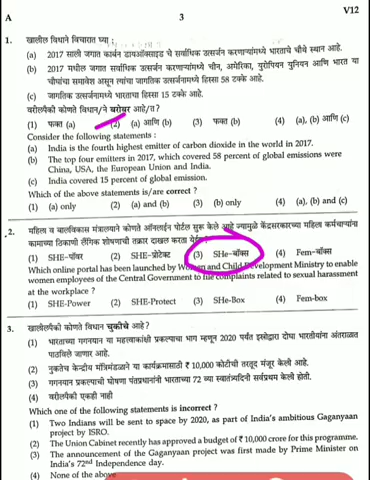 A
3
V12
1. खालील विधाने विचारात घ्या :
(a) 2017 साली जगात कार्बन डायऑक्साइड चे सर्वाधिक उत्सर्जन करणाऱ्यांमध्ये भारताचे चौथे स्थान आहे.
(b) 2017 मधील जगात सर्वाधिक उत्सर्जन करणाऱ्यांमध्ये चीन, अमेरिका, युरोपियन युनियन आणि भारत या
चौघांचा समावेश असून त्यांचा जागतिक उत्सर्जनामध्ये हिस्सा 58 टक्के आहे.
(c) जागतिक उत्सर्जनामध्ये भारताचा हिस्सा 15 टक्के आहे.
वरीलपैकी कोणते विधान/ने बरोबर आहे/त?
(1) फक्त (a) (2) (a) आणि (b) (3) फक्त (b) (4) (a), (b) आणि (c)
Consider the following statements :
(a) India is the fourth highest emitter of carbon dioxide in the world in 2017.
(b) The top four emitters in 2017, which covered 58 percent of global emissions were
China, USA, the European Union and India.
(c) India covered 15 percent of global emission.
Which of the above statements is/are correct ?
(1) (a) only (2) (a) and (b) (3) (b) only (4) (a), (b) and (c)
2. महिला व बालविकास मंत्रालयाने कोणते ऑनलाईन पोर्टल सुरू केले आहे ज्यामुळे केंद्रसरकारच्या महिला कर्मचाऱ्यांना
कामाच्या ठिकाणी लैंगिक शोषणाची तक्रार दाखल करता येईल
(1) SHE-पॉवर (2) SHE-प्रोटेक्ट (3) SHe-बॉक्स (4) Fem-बॉक्स
Which online portal has been launched by Women and Child Development Ministry to enable
women employees of the Central Government to file complaints related to sexual harassment
at the workplace ?
(1) SHE-Power (2) SHE-Protect (3) SHe-Box (4) Fem-box
3. खालीलपैकी कोणते विधान चुकीचे आहे?
(1) भारताच्या गगनयान या महत्वाकांक्षी प्रकल्पाचा भाग म्हणून 2020 पर्यंत इस्रोद्वारा दोघा भारतीयांना अंतराळात
पाठविले जाणार आहे.
(2) नुकतेच केन्द्रीय मंत्रिमंडळाने या कार्यक्रमासाठी ₹ 10,000 कोटींची तरतूद मंजूर केली आहे.
(3) गगनयान प्रकल्पाची घोषणा पंतप्रधानांनी भारताच्या 72 व्या स्वातंत्र्यदिनी सर्वप्रथम केली होती.
(4) वरीलपैकी एकही नाही
Which one of the following statements is incorrect ?
(1) Two Indians will be sent to space by 2020, as part of India's ambitious Gaganyaan
project by ISRO.
(2) The Union Cabinet recently has approved a budget of ₹ 10,000 crore for this programme.
(3) The announcement of the Gaganyaan project was first made by Prime Minister on
India's 72nd Independence day.
(4) None of the above